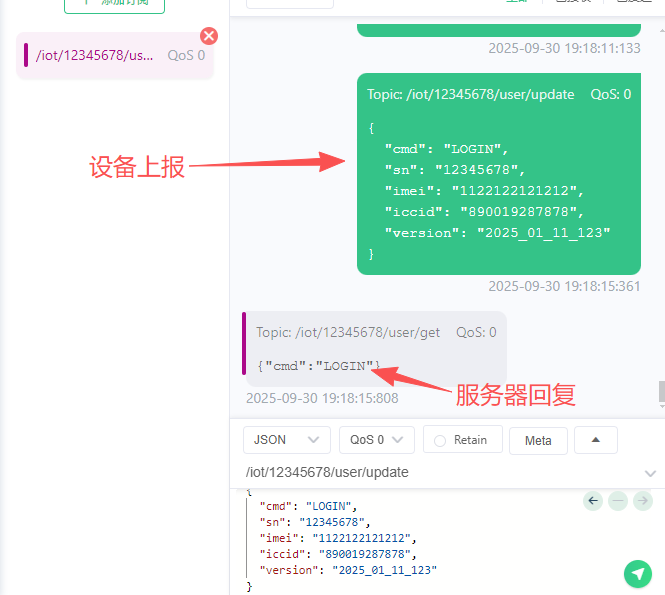 + 添加订阅
/iot/12345678/us... QoS 0
2025-09-30 19:18:11:133
Topic: /iot/12345678/user/update QoS: 0
{
"cmd": "LOGIN",
"sn": "12345678",
"imei": "1122122121212",
"iccid": "890019287878",
"version": "2025_01_11_123"
}
设备上报
2025-09-30 19:18:15:361
Topic: /iot/12345678/user/get QoS: 0
{"cmd":"LOGIN"}
2025-09-30 19:18:15:808
服务器回复
JSON QoS 0 Retain Meta
/iot/12345678/user/update
{
"cmd": "LOGIN",
"sn": "12345678",
"imei": "1122122121212",
"iccid": "890019287878",
"version": "2025_01_11_123"
}